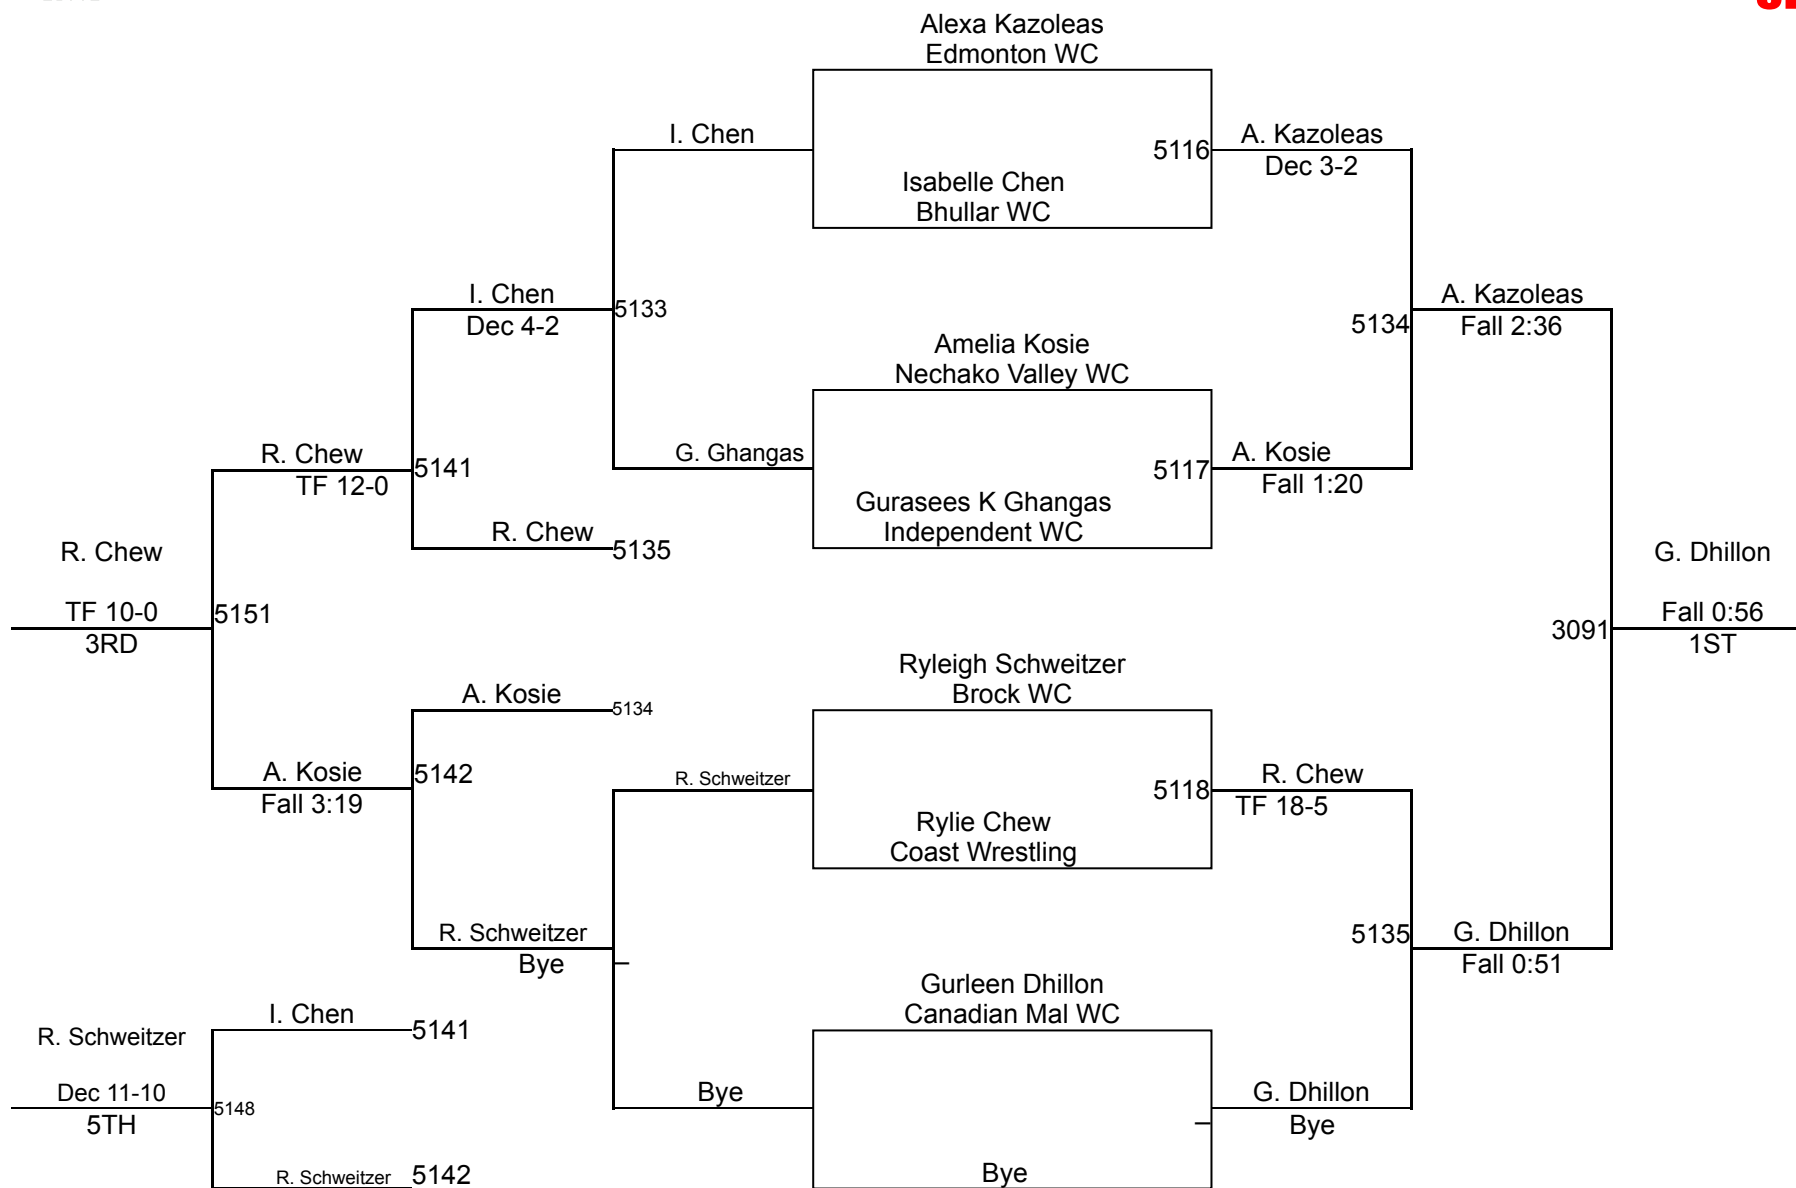 Alexa Kazoleas
Edmonton WC
I. Chen
5116
A. Kazoleas
Dec 3-2
Isabelle Chen
Bhullar WC
I. Chen
Dec 4-2
5133
5134
A. Kazoleas
Fall 2:36
Amelia Kosie
Nechako Valley WC
R. Chew
TF 12-0
5141
G. Ghangas
5117
A. Kosie
Fall 1:20
Gurasees K Ghangas
Independent WC
R. Chew
5135
R. Chew
TF 10-0
3RD
5151
G. Dhillon
3091
Fall 0:56
1ST
Ryleigh Schweitzer
Brock WC
A. Kosie
5134
A. Kosie
Fall 3:19
5142
R. Schweitzer
5118
R. Chew
TF 18-5
Rylie Chew
Coast Wrestling
R. Schweitzer
Bye
5135
G. Dhillon
Fall 0:51
Gurleen Dhillon
Canadian Mal WC
I. Chen
5141
R. Schweitzer
Dec 11-10
5TH
5148
Bye
G. Dhillon
Bye
R. Schweitzer
5142
Bye